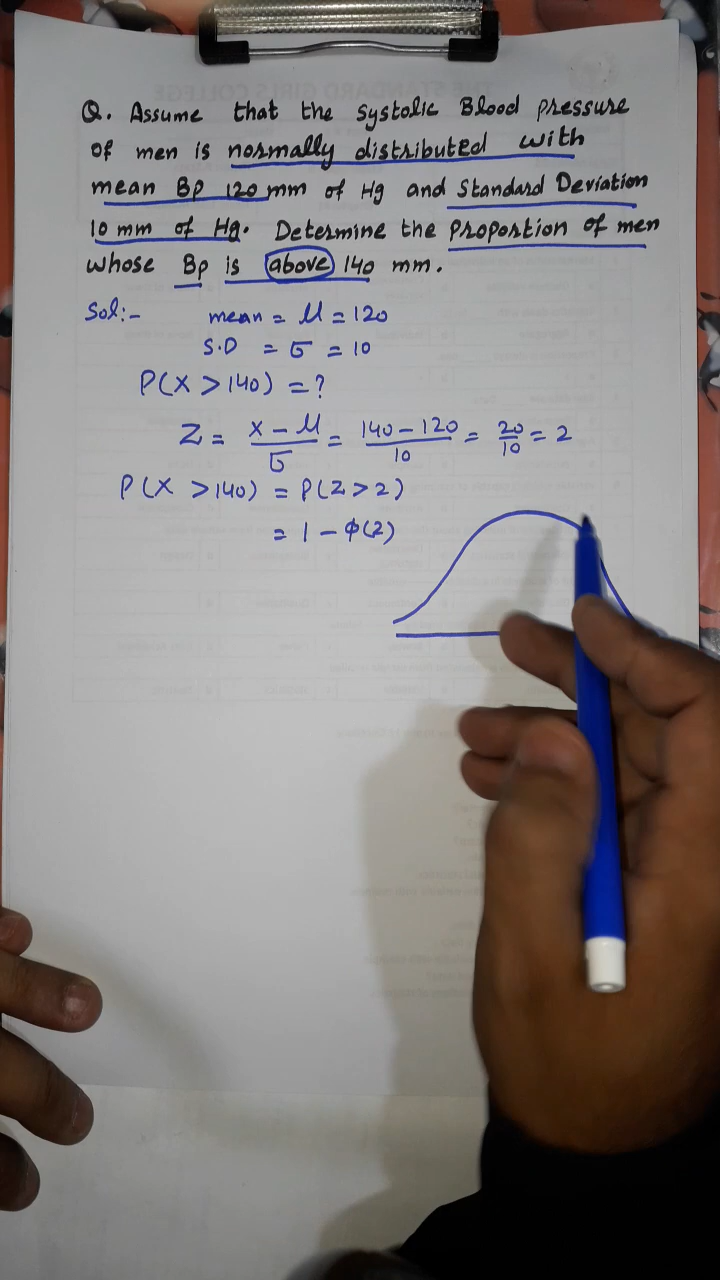 Q. Assume that the systolic Blood pressure
of men is normally distributed with
mean Bp 120 mm of Hg and Standard Deviation
10 mm of Hg. Determine the proportion of men
whose Bp is above 140 mm.
Sol:- mean = μ = 120
S.D = σ = 10
P(X > 140) = ?
Z = X - μ / σ = 140 - 120 / 10 = 20/10 = 2
P(X > 140) = P(Z > 2)
= 1 - φ(2)